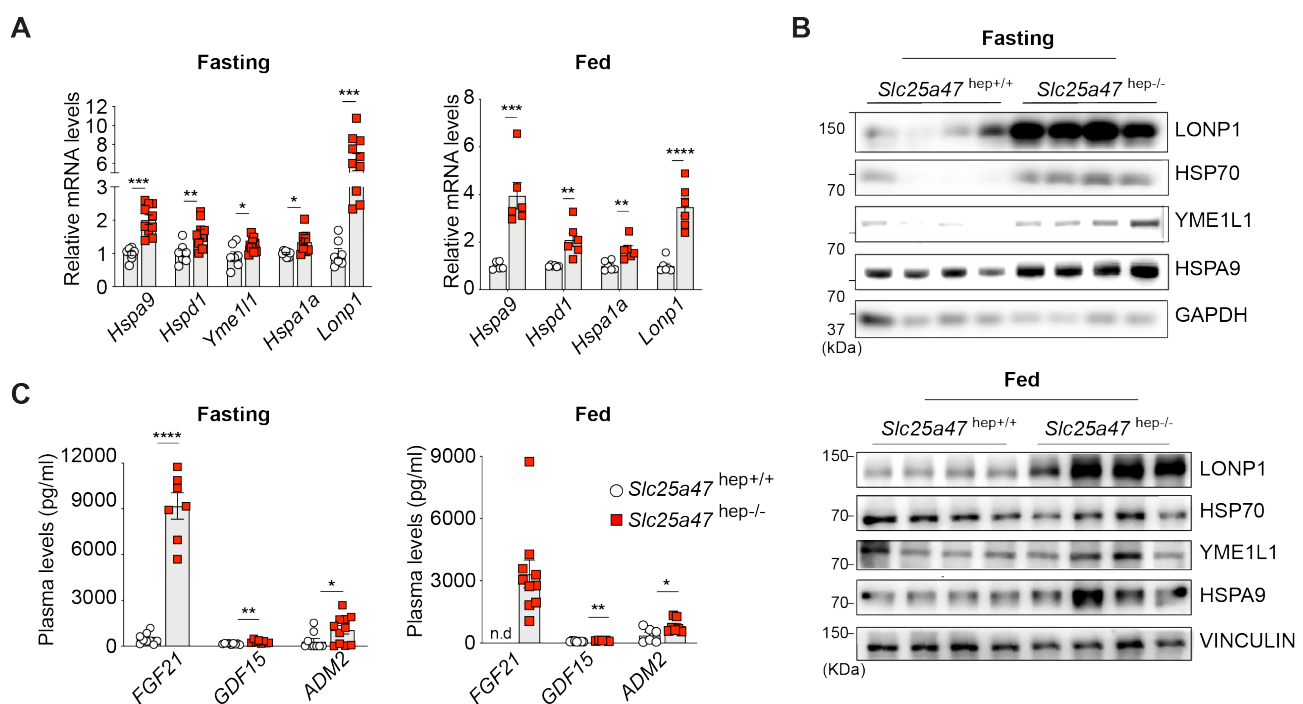 A
Fasting
Relative mRNA levels
12
10
8
6
4
3
2
1
0
***
**
*
*
***
Hspa9
Hspd1
Yme1l1
Hspa1a
Lonp1
Fed
Relative mRNA levels
8
6
4
2
0
***
**
**
****
Hspa9
Hspd1
Hspa1a
Lonp1
B
Fasting
Slc25a47 hep+/+ Slc25a47 hep-/-
150 LONP1
70 HSP70
70 YME1L1
70 HSPA9
37 GAPDH
(kDa)
Fed
Slc25a47 hep+/+ Slc25a47 hep-/-
150 LONP1
70 HSP70
70 YME1L1
70 HSPA9
150 VINCULIN
(KDa)
C
Fasting
Plasma levels (pg/ml)
12000
9000
6000
3000
0
****
**
*
FGF21
GDF15
ADM2
Fed
Plasma levels (pg/ml)
9000
6000
3000
0
n.d
**
*
FGF21
GDF15
ADM2
Slc25a47 hep+/+
Slc25a47 hep-/-